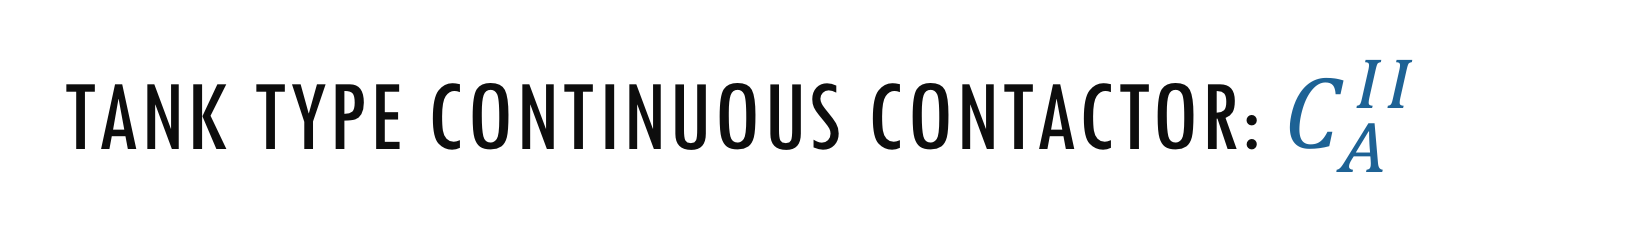 TANK TYPE CONTINUOUS CONTACTOR: $C_A^{II}$